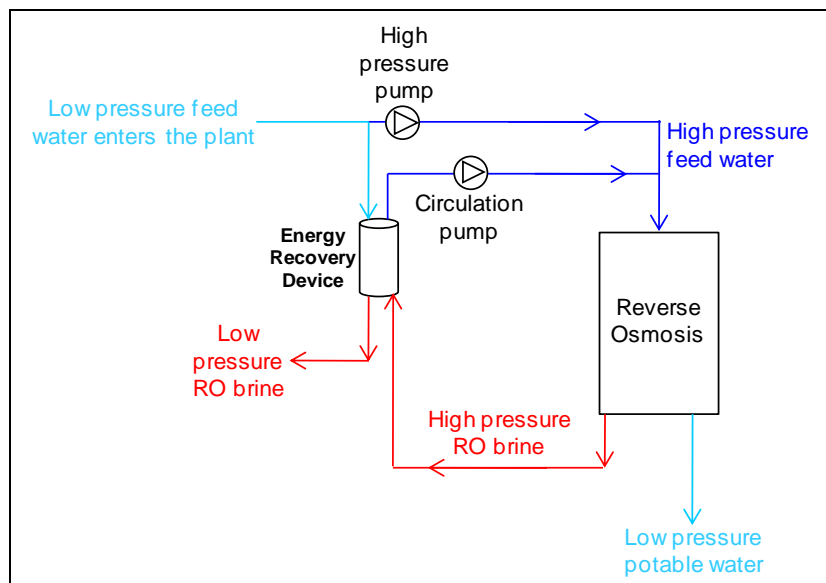 High
pressure
pump
Low pressure feed
water enters the plant
High pressure
feed water
Circulation
pump
Energy
Recovery
Device
Reverse
Osmosis
Low
pressure
RO brine
High pressure
RO brine
Low pressure
potable water